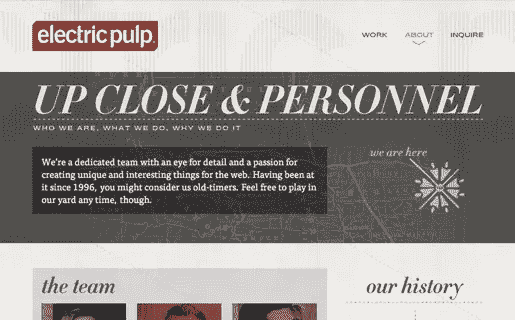 electric pulp.
WORK ABOUT INQUIRE
UP CLOSE & PERSONNEL
WHO WE ARE, WHAT WE DO, WHY WE DO IT
we are here
We're a dedicated team with an eye for detail and a passion for
creating unique and interesting things for the web. Having been at
it since 1996, you might consider us old-timers. Feel free to play in
our yard any time, though.
the team
our history